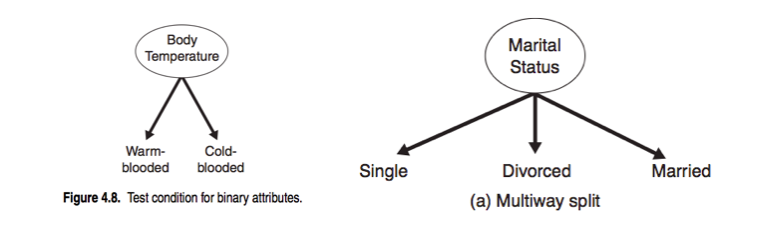 Body
Temperature
Warm-
blooded
Cold-
blooded
Figure 4.8. Test condition for binary attributes.
Marital
Status
Single
Divorced
Married
(a) Multiway split